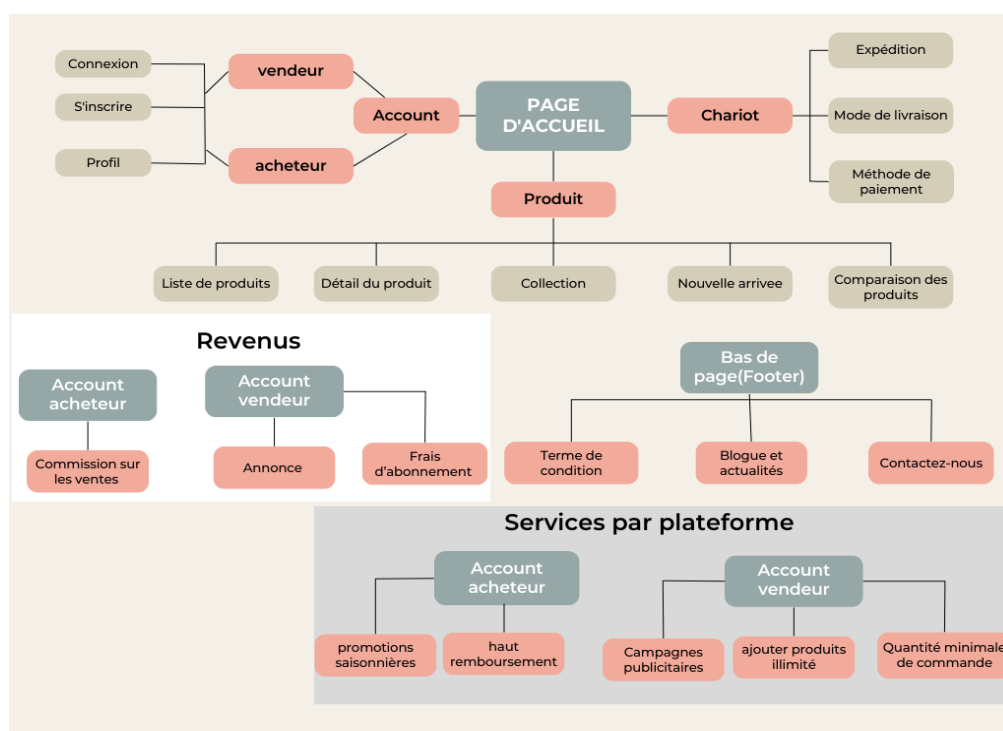 Connexion
S'inscrire
Profil
vendeur
acheteur
Account
PAGE
D'ACCUEIL
Chariot
Expédition
Mode de livraison
Méthode de
paiement
Produit
Liste de produits
Détail du produit
Collection
Nouvelle arrivee
Comparaison des
produits
Revenus
Account
acheteur
Account
vendeur
Commission sur
les ventes
Annonce
Frais
d'abonnement
Bas de
page(Footer)
Terme de
condition
Blogue et
actualités
Contactez-nous
Services par plateforme
Account
acheteur
Account
vendeur
promotions
saisonnières
haut
remboursement
Campagnes
publicitaires
ajouter produits
illimité
Quantité minimale
de commande